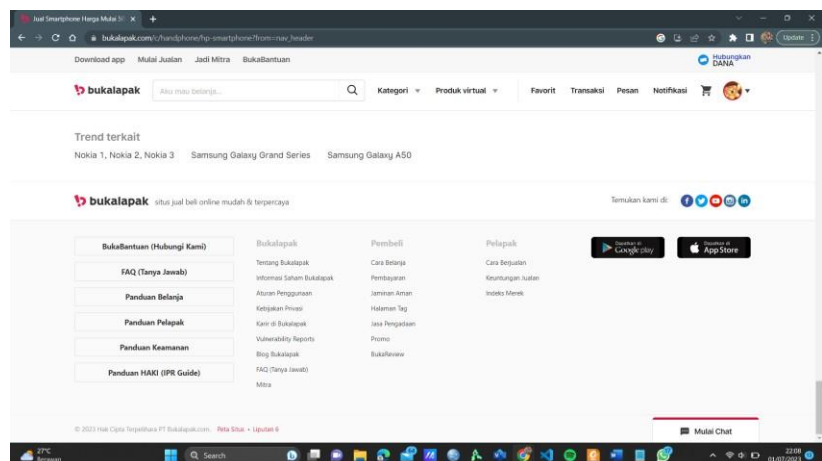 Jual Smartphone Harga Mulai
bukalapak.com/c/handphone/hp-smartphone?from=nav_header
Update
Download app Mulai Jualan Jadi Mitra BukaBantuan
Hubungkan
DANA
bukalapak Aku mau belanja... Kategori Produk virtual Favorit Transaksi Pesan Notifikasi
Trend terkait
Nokia 1, Nokia 2, Nokia 3 Samsung Galaxy Grand Series Samsung Galaxy A50
bukalapak situs jual beli online mudah & terpercaya Temukan kami di:
BukaBantuan (Hubungi Kami)
FAQ (Tanya Jawab)
Panduan Belanja
Panduan Pelapak
Panduan Keamanan
Panduan HAKI (IPR Guide)
Bukalapak
Tentang Bukalapak
Informasi Saham Bukalapak
Aturan Penggunaan
Kebijakan Privasi
Karir di Bukalapak
Vulnerability Reports
Blog Bukalapak
FAQ (Tanya Jawab)
Mitra
Pembeli
Cara Belanja
Pembayaran
Jaminan Aman
Halaman Tag
Jasa Pengadaan
Promo
BukaReview
Pelapak
Cara Berjualan
Keuntungan Jualan
Indeks Merek
Dapatkan di
Google play
Dapatkan di
App Store
© 2023 Hak Cipta Terpelihara PT Bukalapak.com. Peta Situs • Liputan 6
Mulai Chat
27°C
Berawan
Search
22:08
01/07/2023